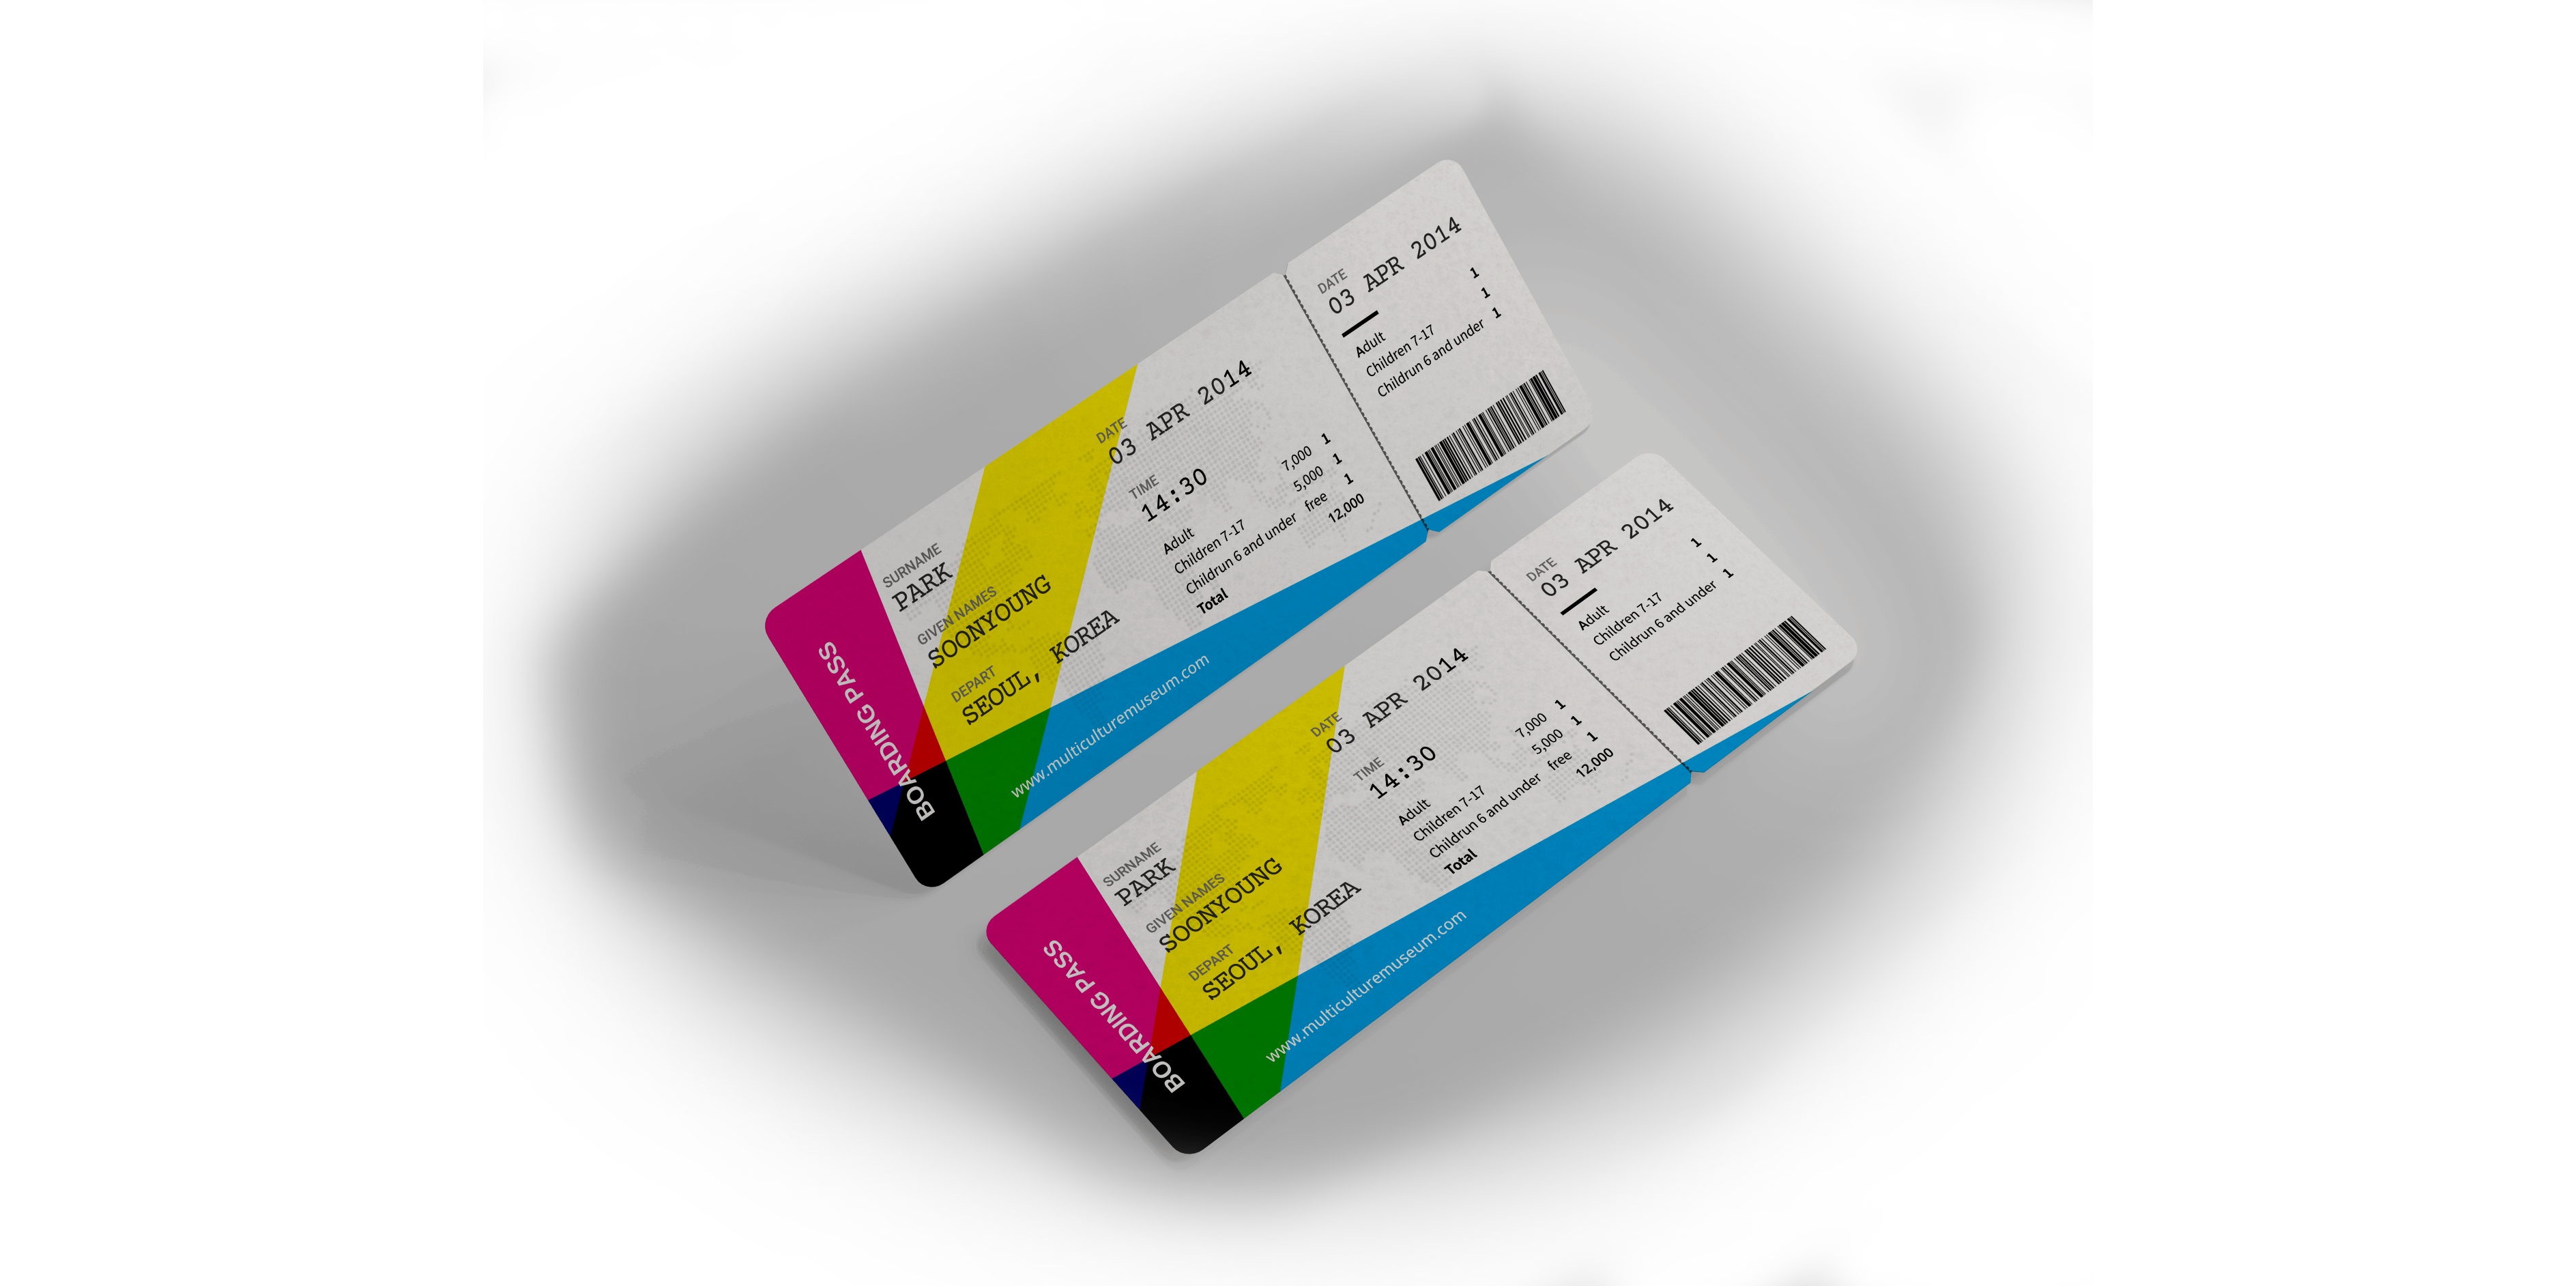 BOARDING PASS
SURNAME
PARK
GIVEN NAMES
SOONYOUNG
DEPART
SEOUL, KOREA
DATE
03 APR 2014
TIME
14:30
Adult 7,000 1
Children 7-17 5,000 1
Childrun 6 and under free 1
Total 12,000
www.multiculturemuseum.com
DATE
03 APR 2014
Adult 1
Children 7-17 1
Childrun 6 and under 1
BOARDING PASS
SURNAME
PARK
GIVEN NAMES
SOONYOUNG
DEPART
SEOUL, KOREA
DATE
03 APR 2014
TIME
14:30
Adult 7,000 1
Children 7-17 5,000 1
Childrun 6 and under free 1
Total 12,000
www.multiculturemuseum.com
DATE
03 APR 2014
Adult 1
Children 7-17 1
Childrun 6 and under 1